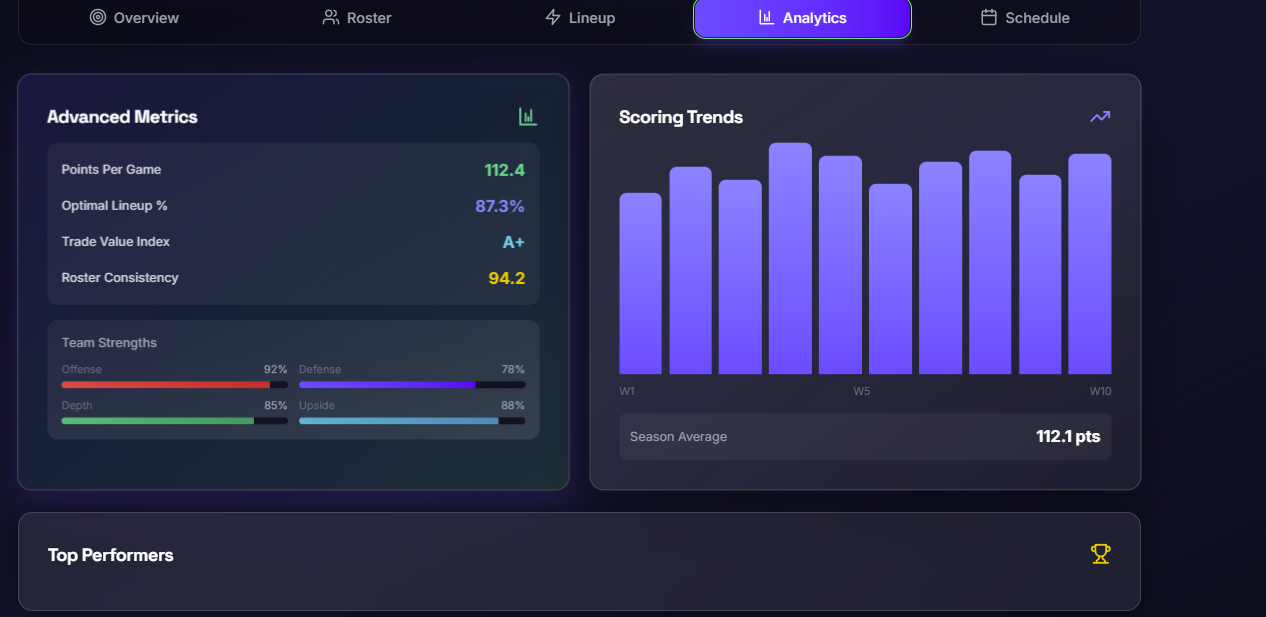 Overview
Roster
Lineup
Analytics
Schedule
Advanced Metrics
Points Per Game 112.4
Optimal Lineup % 87.3%
Trade Value Index A+
Roster Consistency 94.2
Team Strengths
Offense 92%
Defense 78%
Depth 85%
Upside 88%
Scoring Trends
W1 W5 W10
Season Average 112.1 pts
Top Performers